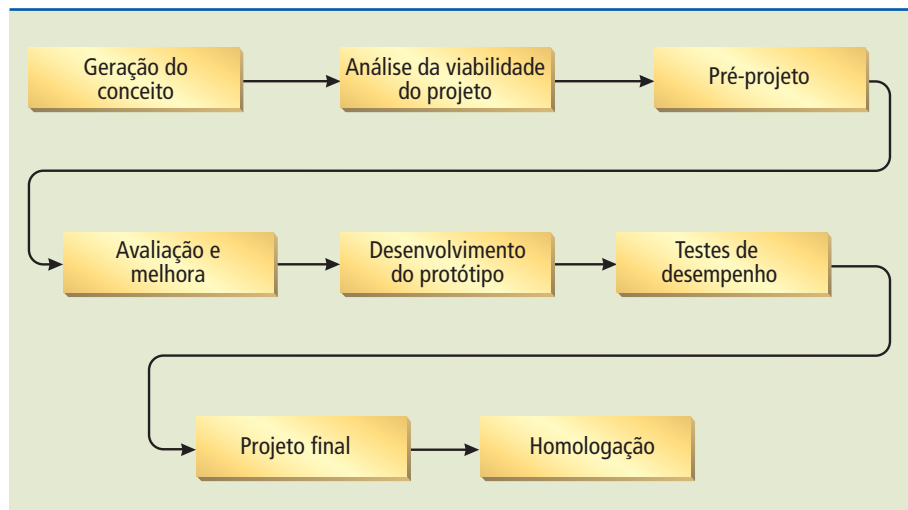 Geração do
conceito
Análise da viabilidade
do projeto
Pré-projeto
Avaliação e
melhora
Desenvolvimento
do protótipo
Testes de
desempenho
Projeto final
Homologação